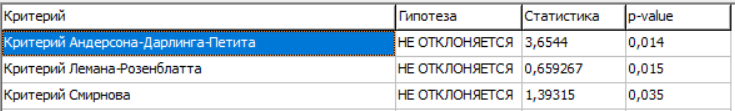 Критерий Гипотеза Статистика p-value
Критерий Андерсона-Дарлинга-Петита НЕ ОТКЛОНЯЕТСЯ 3,6544 0,014
Критерий Лемана-Розенблатта НЕ ОТКЛОНЯЕТСЯ 0,659267 0,015
Критерий Смирнова НЕ ОТКЛОНЯЕТСЯ 1,39315 0,035